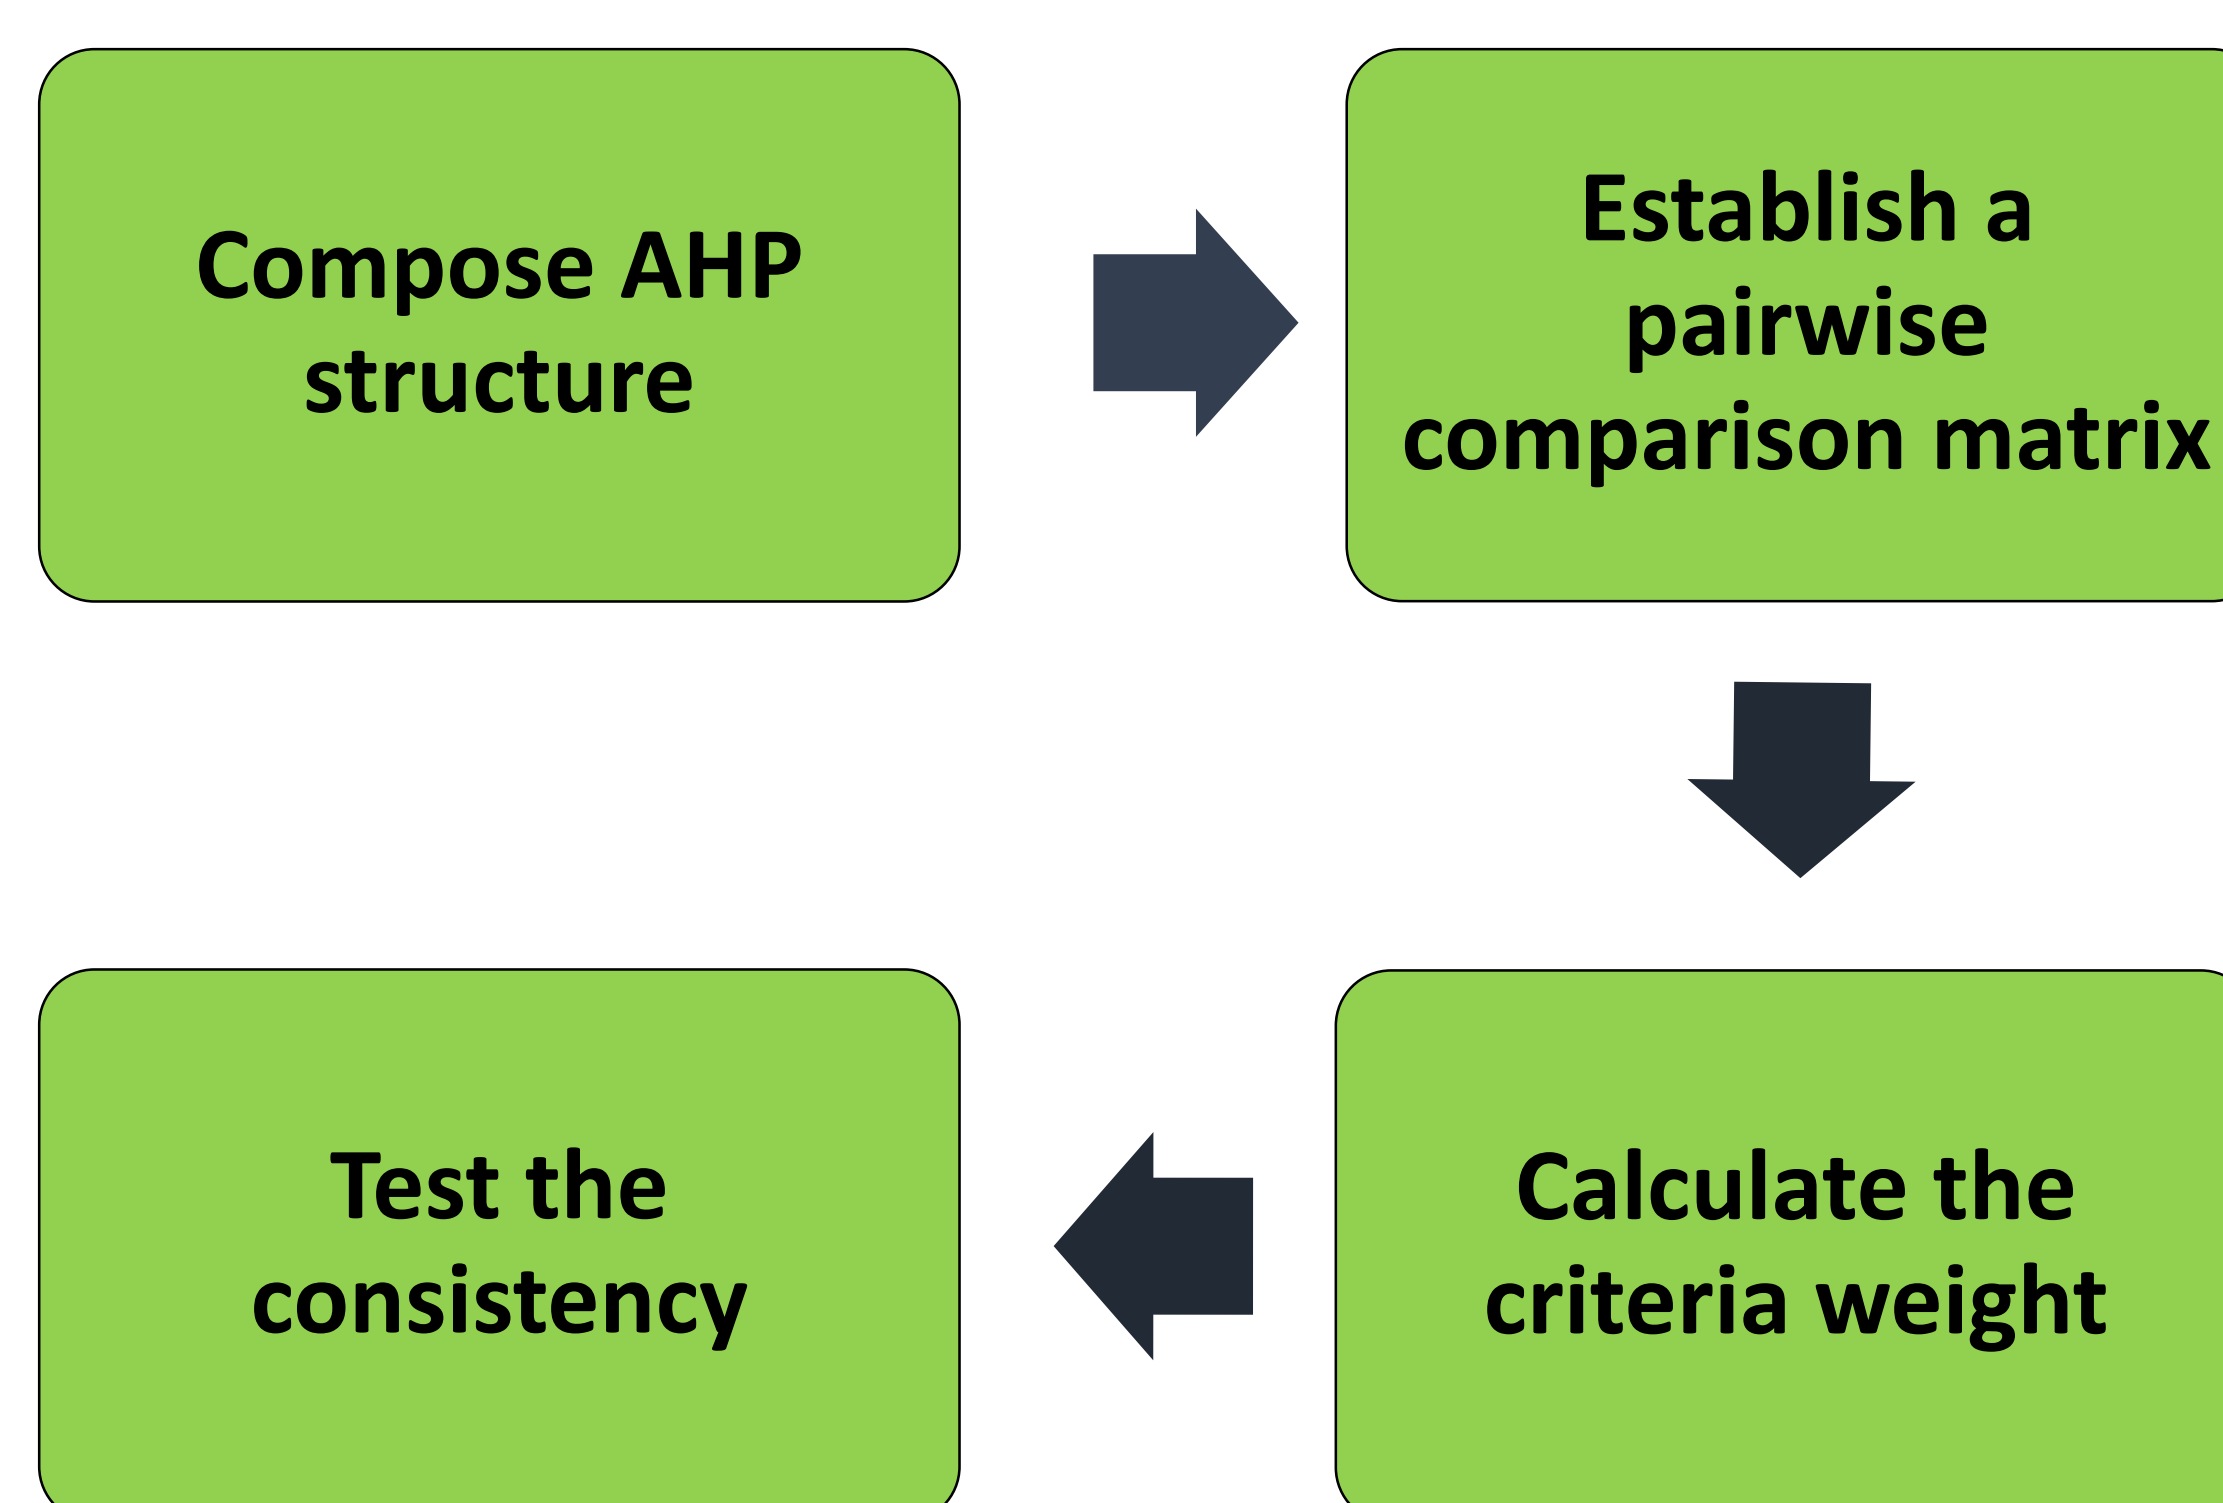 Compose AHP
structure
Establish a
pairwise
comparison matrix
Calculate the
criteria weight
Test the
consistency